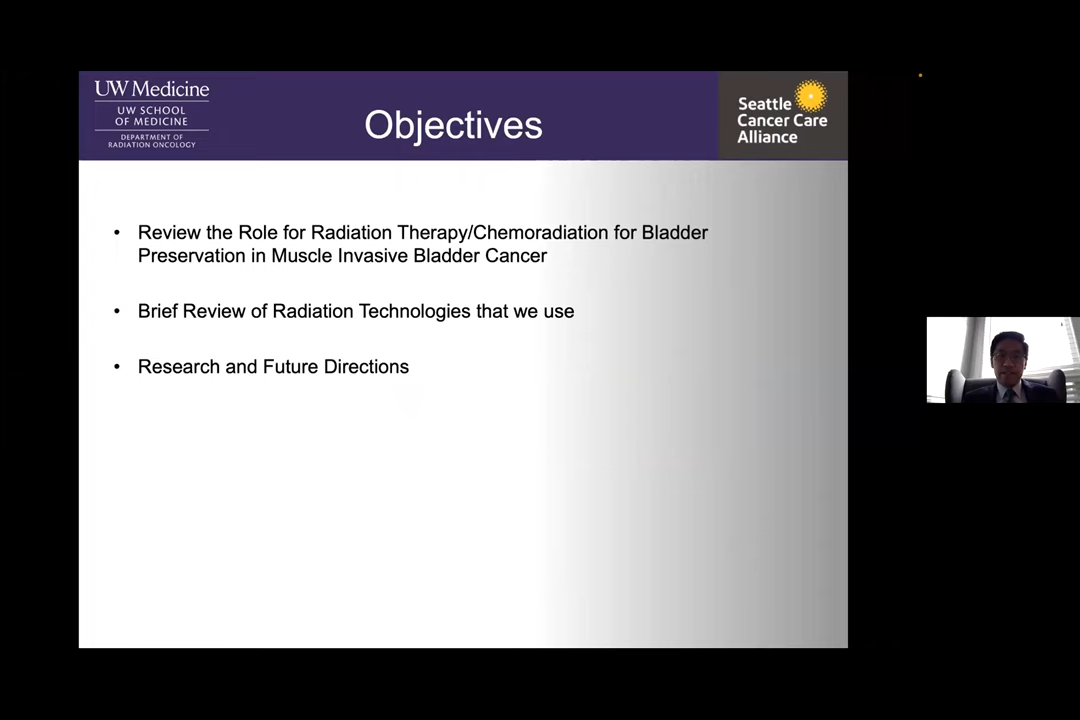 UW Medicine
UW SCHOOL
OF MEDICINE
DEPARTMENT OF
RADIATION ONCOLOGY
Objectives
Seattle
Cancer Care
Alliance
• Review the Role for Radiation Therapy/Chemoradiation for Bladder
Preservation in Muscle Invasive Bladder Cancer
• Brief Review of Radiation Technologies that we use
• Research and Future Directions